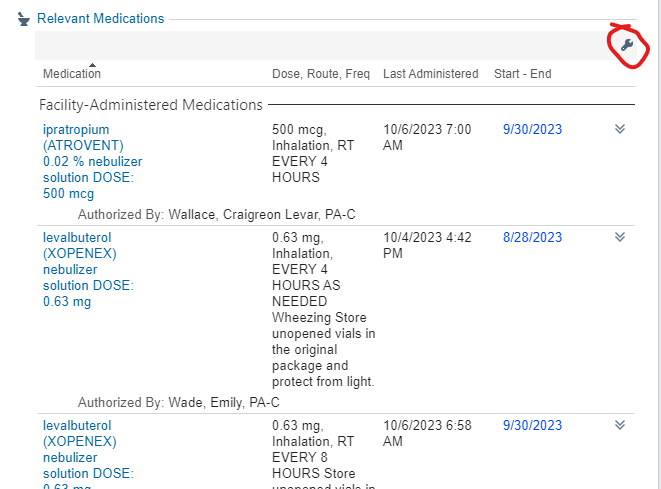 Relevant Medications
Medication Dose, Route, Freq Last Administered Start - End
Facility-Administered Medications
ipratropium 500 mcg, 10/6/2023 7:00 9/30/2023
(ATROVENT) Inhalation, RT AM
0.02 % nebulizer EVERY 4
solution DOSE: HOURS
500 mcg
Authorized By: Wallace, Craigreon Levar, PA-C
levalbuterol 0.63 mg, 10/4/2023 4:42 8/28/2023
(XOPENEX) Inhalation, PM
nebulizer EVERY 4
solution DOSE: HOURS AS
0.63 mg NEEDED
Wheezing Store
unopened vials in
the original
package and
protect from light.
Authorized By: Wade, Emily, PA-C
levalbuterol 0.63 mg, 10/6/2023 6:58 9/30/2023
(XOPENEX) Inhalation, RT AM
nebulizer EVERY 8
solution DOSE: HOURS Store
0.63 mg unopened vials in